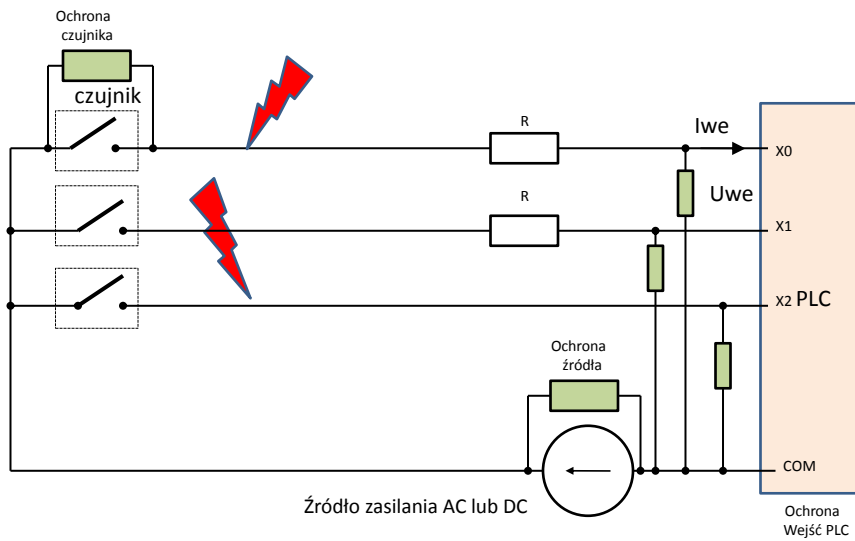 Ochrona
czujnika
czujnik
R
Iwe
X0
R
Uwe
X1
X2 PLC
Ochrona
źródła
COM
Źródło zasilania AC lub DC
Ochrona
Wejść PLC